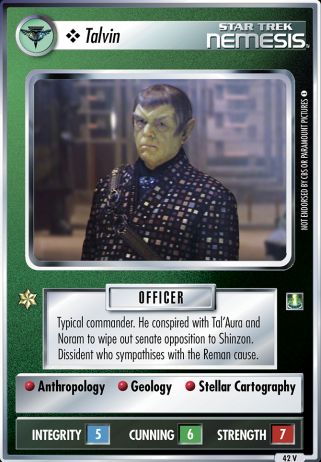 ❖ Talvin
STAR TREK
NEMESIS™
NOT ENDORSED BY CBS OR PARAMOUNT PICTURES
OFFICER
Typical commander. He conspired with Tal'Aura and
Noram to wipe out senate opposition to Shinzon.
Dissident who sympathises with the Reman cause.
Anthropology Geology Stellar Cartography
INTEGRITY 5 CUNNING 6 STRENGTH 7
42 V